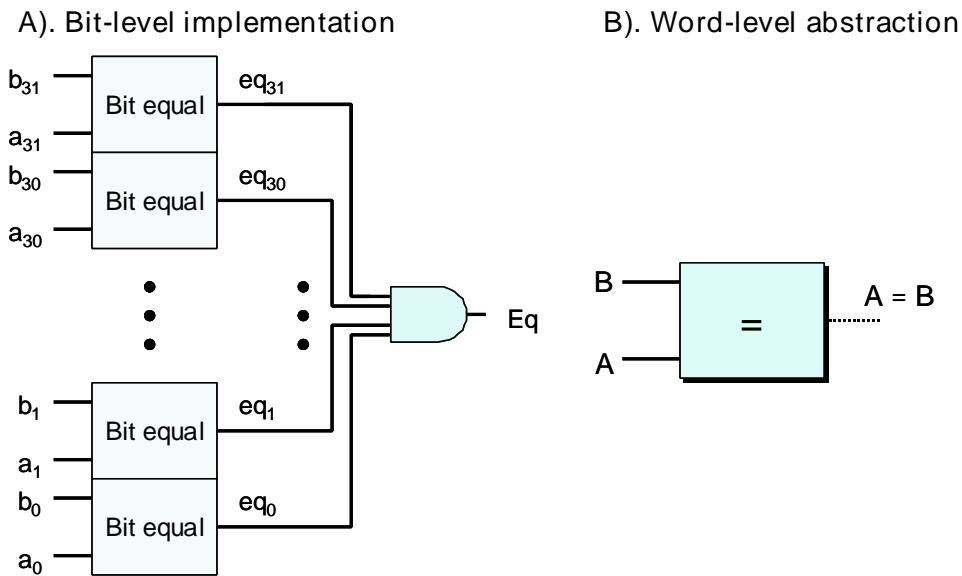 A). Bit-level implementation
B). Word-level abstraction
b31
Bit equal
eq31
a31
b30
Bit equal
eq30
a30
Eq
b1
Bit equal
eq1
a1
b0
Bit equal
eq0
a0
B
=
A = B
A